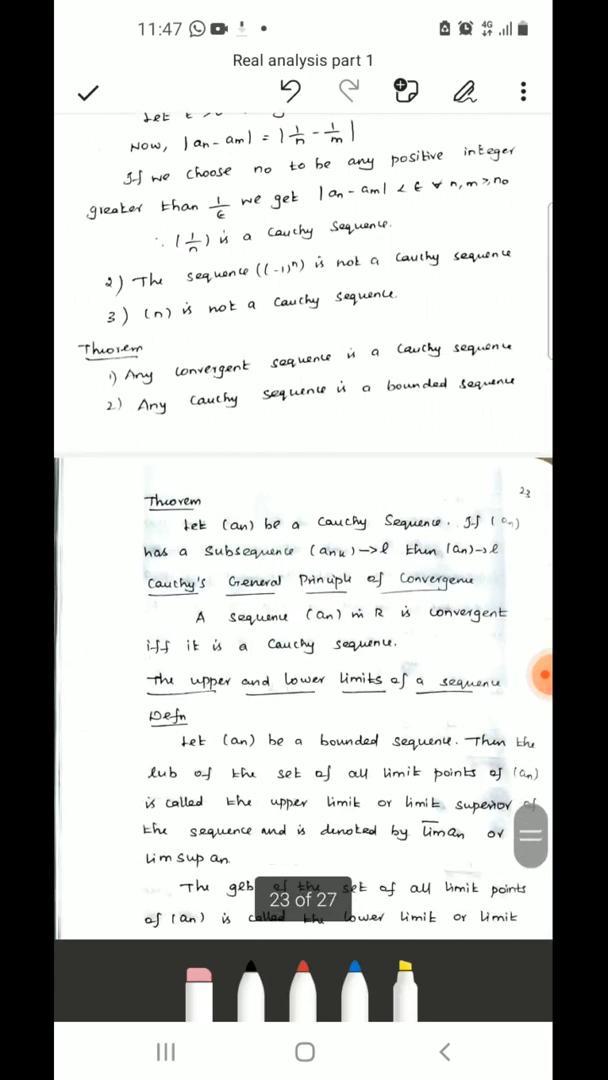 11:47
4G
Real analysis part 1
Let
Now, |an - am| = |1/n - 1/m|
If we choose no to be any positive integer
greater than 1/ε we get |an - am| < ε ∀ n, m ≥ no
∴ (1/n) is a Cauchy Sequence.
2) The sequence ((-1)ⁿ) is not a Cauchy sequence
3) (n) is not a Cauchy sequence.
Theorem
1) Any convergent sequence is a Cauchy sequence
2) Any Cauchy sequence is a bounded sequence
23
Theorem
Let (an) be a Cauchy Sequence. If (an)
has a Subsequence (ank) -> l then (an) -> l
Cauchy's General Principle of Convergence
A sequence (an) in R is convergent
iff it is a Cauchy sequence.
The upper and lower limits of a sequence
Defn
Let (an) be a bounded sequence. Then the
lub of the set of all limit points of (an)
is called the upper limit or limit superior of
the sequence and is denoted by l̅i̅m̅ an or
lim sup an.
The glb of the set of all limit points
23 of 27
of (an) is called the lower limit or limit